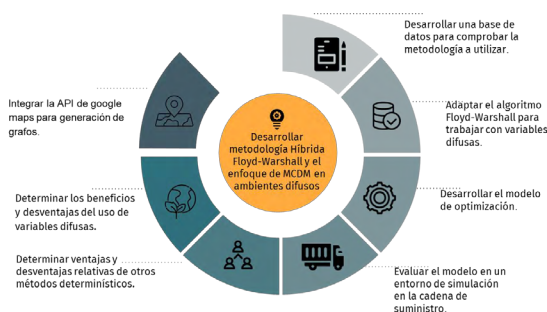 Desarrollar una base de
datos para comprobar la
metodología a utilizar.
Adaptar el algoritmo
Floyd-Warshall para
trabajar con variables
difusas.
Desarrollar el modelo
de optimización.
Evaluar el modelo en un
entorno de simulación
en la cadena de
suministro.
Determinar ventajas y
desventajas relativas de otros
métodos determinísticos.
Determinar los beneficios
y desventajas del uso de
variables difusas.
Integrar la API de google
maps para generación de
grafos.
Desarrollar
metodología Híbrida
Floyd-Warshall y el
enfoque de MCDM en
ambientes difusos